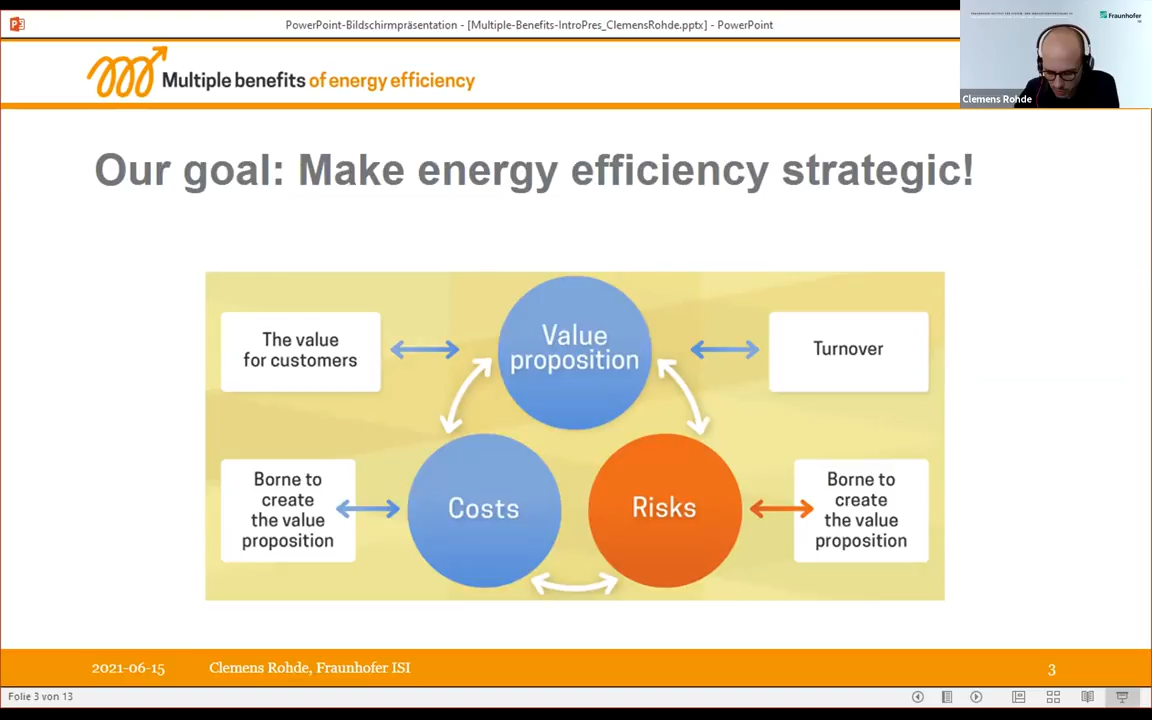 PowerPoint-Bildschirmpräsentation - [Multiple-Benefits-IntroPres_ClemensRohde.pptx] - PowerPoint
Fraunhofer
Clemens Rohde
Multiple benefits of energy efficiency
Our goal: Make energy efficiency strategic!
The value
for customers
Value
proposition
Turnover
Borne to
create
the value
proposition
Costs
Risks
Borne to
create
the value
proposition
2021-06-15
Clemens Rohde, Fraunhofer ISI
3
Folie 3 von 13